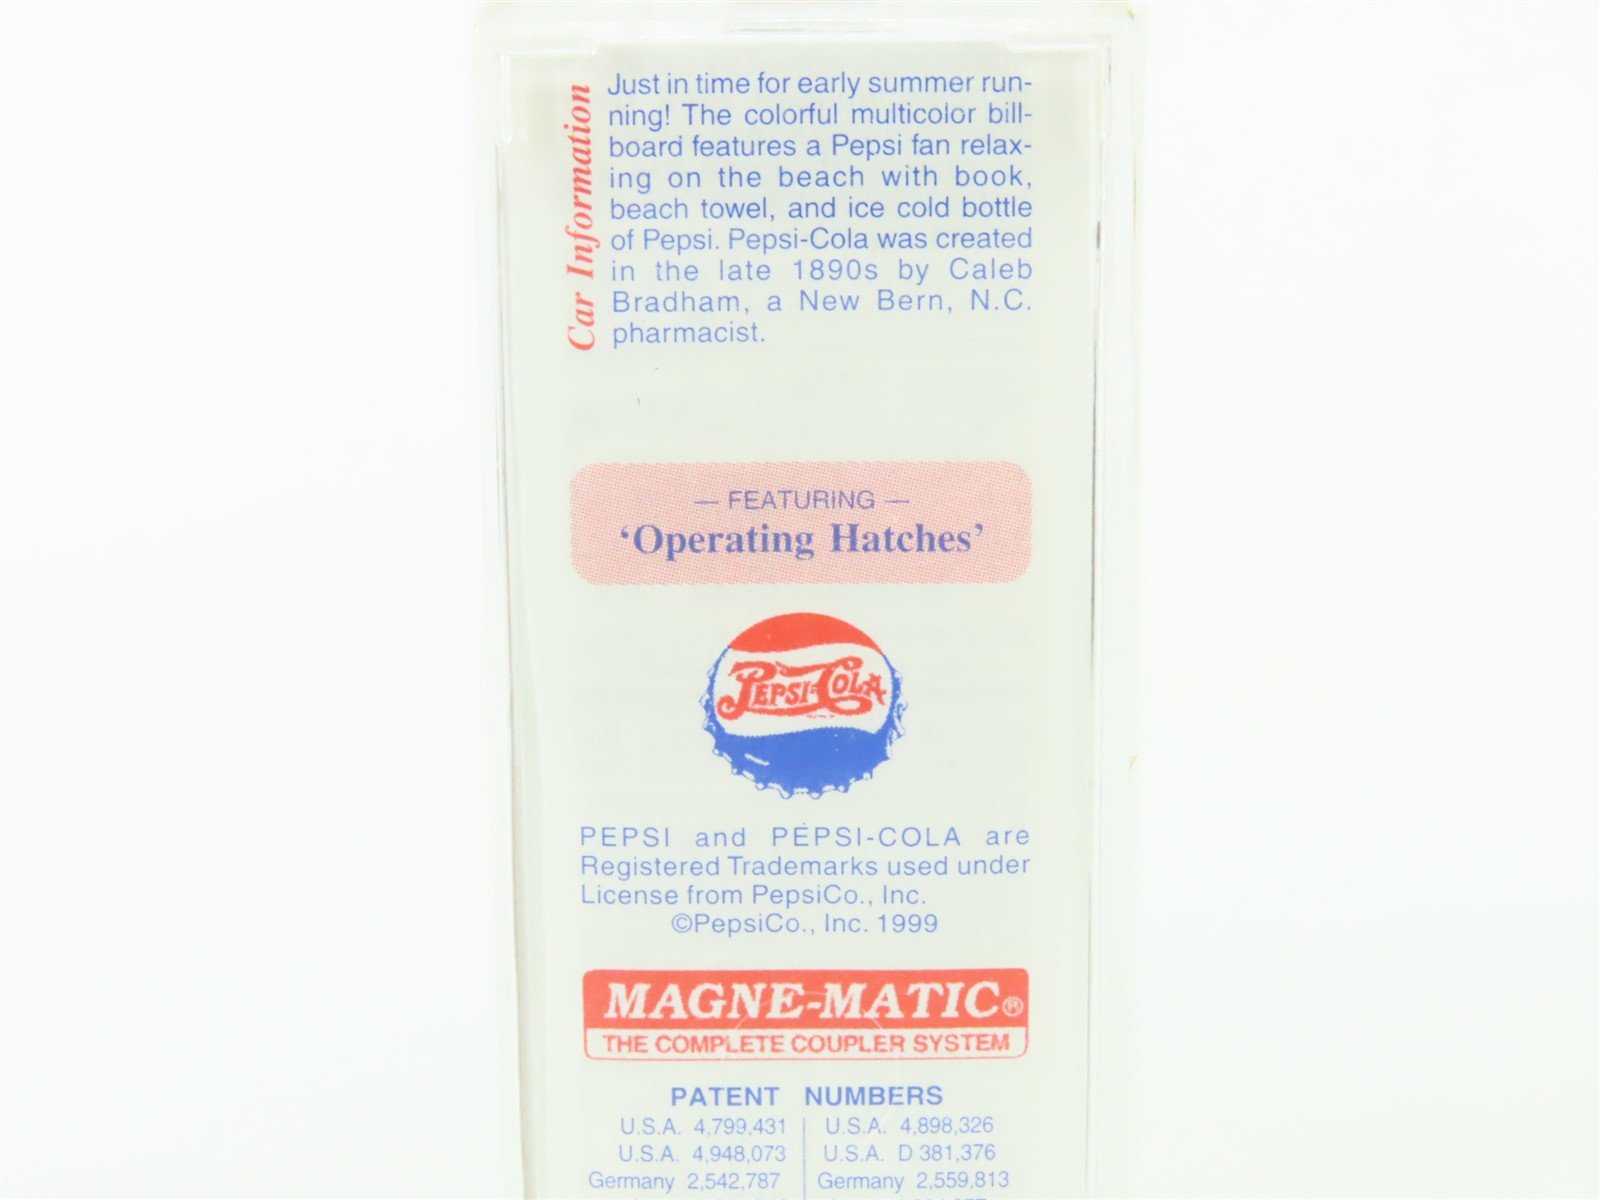 Car Information
Just in time for early summer run-
ning! The colorful multicolor bill-
board features a Pepsi fan relax-
ing on the beach with book,
beach towel, and ice cold bottle
of Pepsi. Pepsi-Cola was created
in the late 1890s by Caleb
Bradham, a New Bern, N.C.
pharmacist.
— FEATURING —
‘Operating Hatches’
PEPSI-COLA
PEPSI and PEPSI-COLA are
Registered Trademarks used under
License from PepsiCo., Inc.
©PepsiCo., Inc. 1999
MAGNE-MATIC®
THE COMPLETE COUPLER SYSTEM
PATENT NUMBERS
U.S.A. 4,799,431 U.S.A. 4,898,326
U.S.A. 4,948,073 U.S.A. D 381,376
Germany 2,542,787 Germany 2,559,813